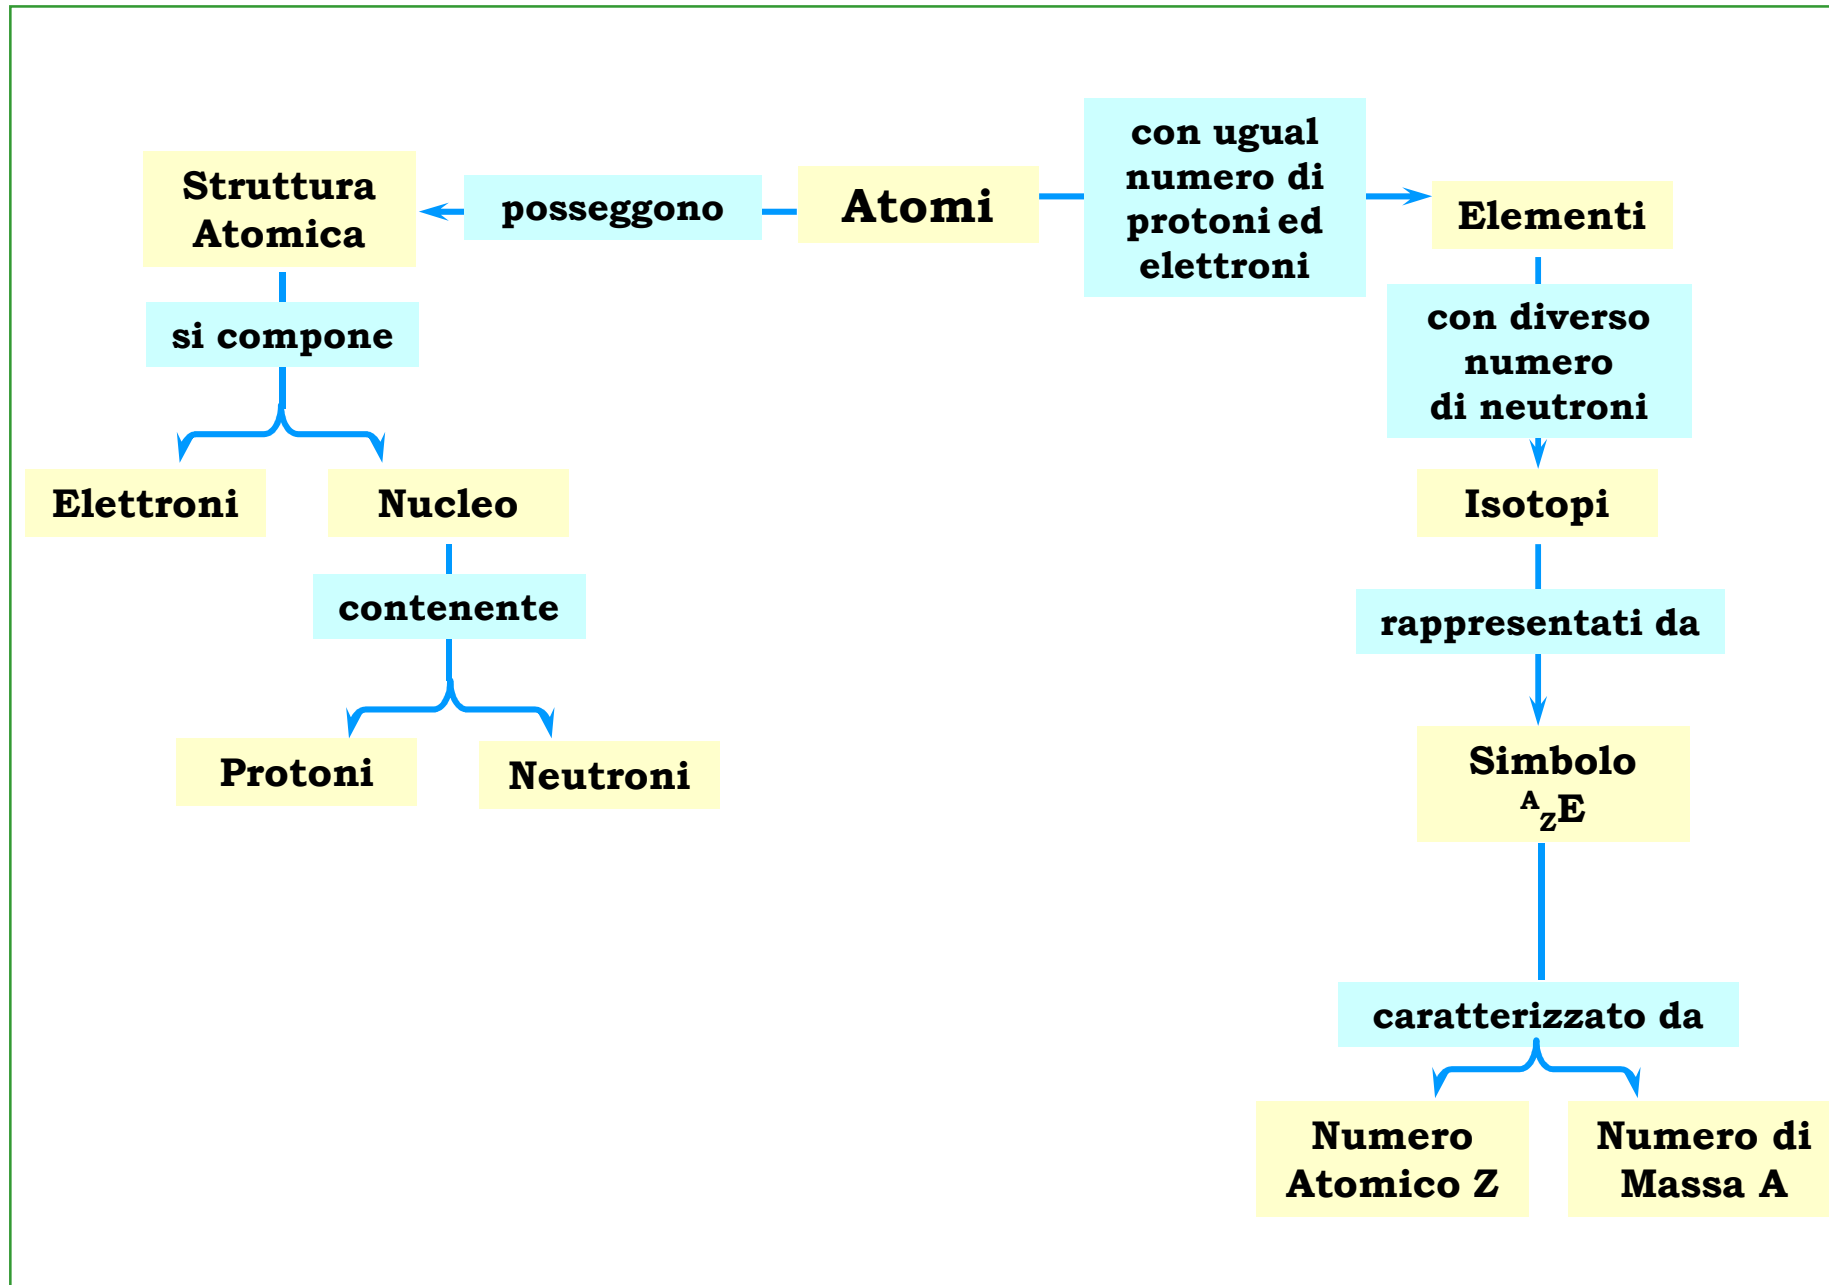 Struttura
Atomica
posseggono
Atomi
con ugual
numero di
protoni ed
elettroni
Elementi
si compone
con diverso
numero
di neutroni
Elettroni
Nucleo
Isotopi
contenente
rappresentati da
Protoni
Neutroni
Simbolo
ᴬZE
caratterizzato da
Numero
Atomico Z
Numero di
Massa A